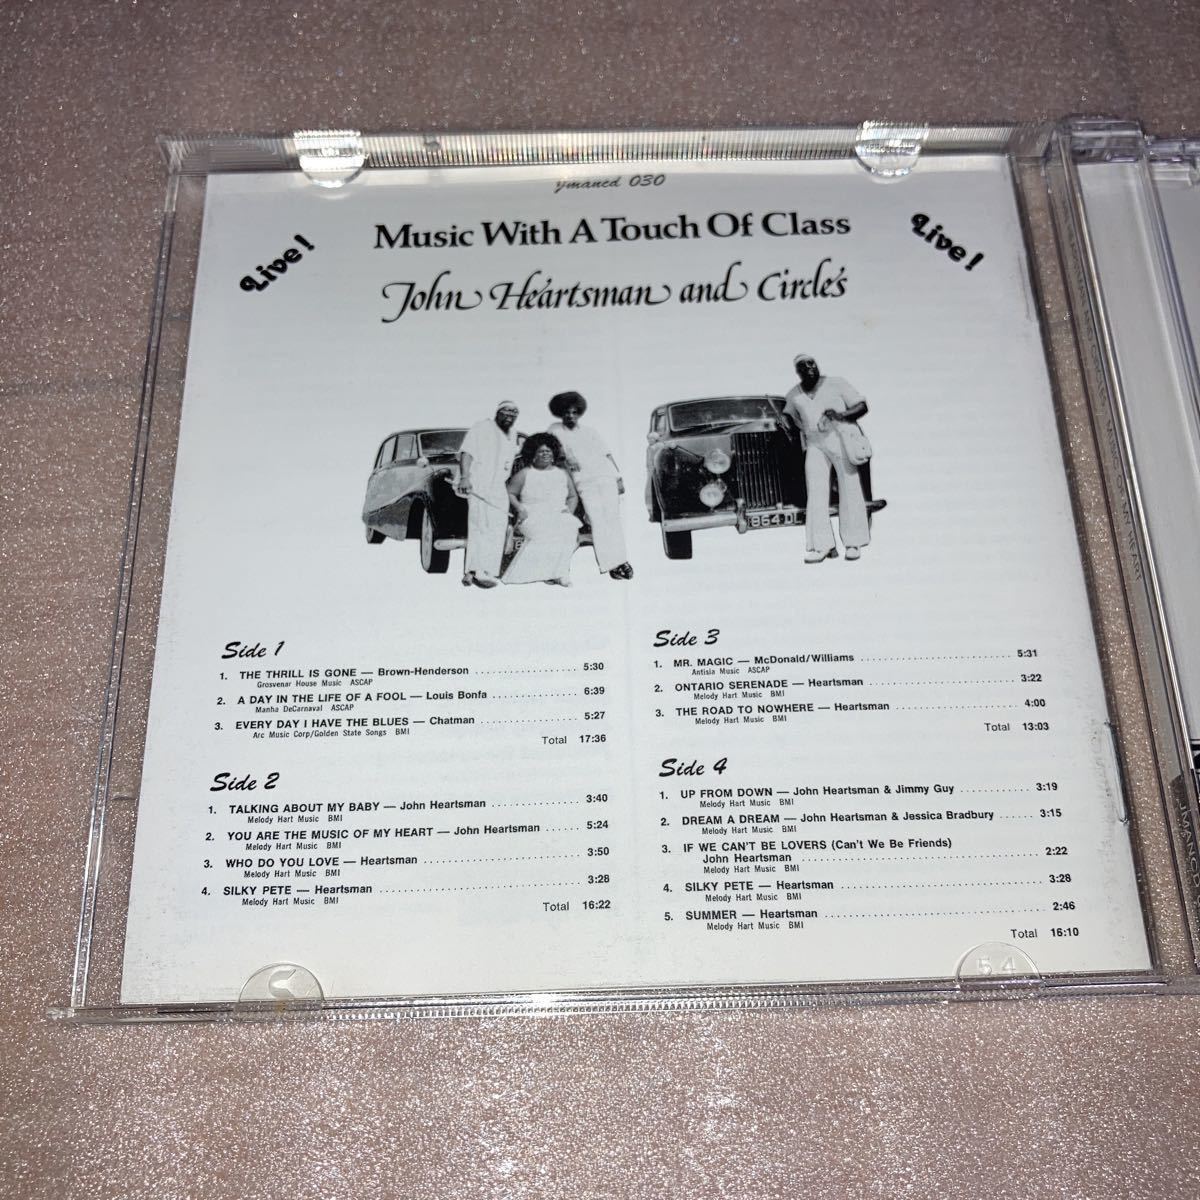 ymancd 030
Live!
Music With A Touch Of Class
Live!
John Heartsman and Circles
864 DL
Side 1
1. THE THRILL IS GONE — Brown-Henderson .......... 5:30
Grosvenar House Music ASCAP
2. A DAY IN THE LIFE OF A FOOL — Louis Bonfa .......... 6:39
Manha DeCarnaval ASCAP
3. EVERY DAY I HAVE THE BLUES — Chatman .......... 5:27
Arc Music Corp/Golden State Songs BMI
Total 17:36
Side 2
1. TALKING ABOUT MY BABY — John Heartsman .......... 3:40
Melody Hart Music BMI
2. YOU ARE THE MUSIC OF MY HEART — John Heartsman ...... 5:24
Melody Hart Music BMI
3. WHO DO YOU LOVE — Heartsman .......... 3:50
Melody Hart Music BMI
4. SILKY PETE — Heartsman .......... 3:28
Melody Hart Music BMI
Total 16:22
Side 3
1. MR. MAGIC — McDonald/Williams .......... 5:31
Antisia Music ASCAP
2. ONTARIO SERENADE — Heartsman .......... 3:22
Melody Hart Music BMI
3. THE ROAD TO NOWHERE — Heartsman .......... 4:00
Melody Hart Music BMI
Total 13:03
Side 4
1. UP FROM DOWN — John Heartsman & Jimmy Guy .......... 3:19
Melody Hart Music BMI
2. DREAM A DREAM — John Heartsman & Jessica Bradbury ...... 3:15
Melody Hart Music BMI
3. IF WE CAN'T BE LOVERS (Can't We Be Friends)
John Heartsman .......... 2:22
Melody Hart Music BMI
4. SILKY PETE — Heartsman .......... 3:28
Melody Hart Music BMI
5. SUMMER — Heartsman .......... 2:46
Melody Hart Music BMI
Total 16:10
54
MY HEART